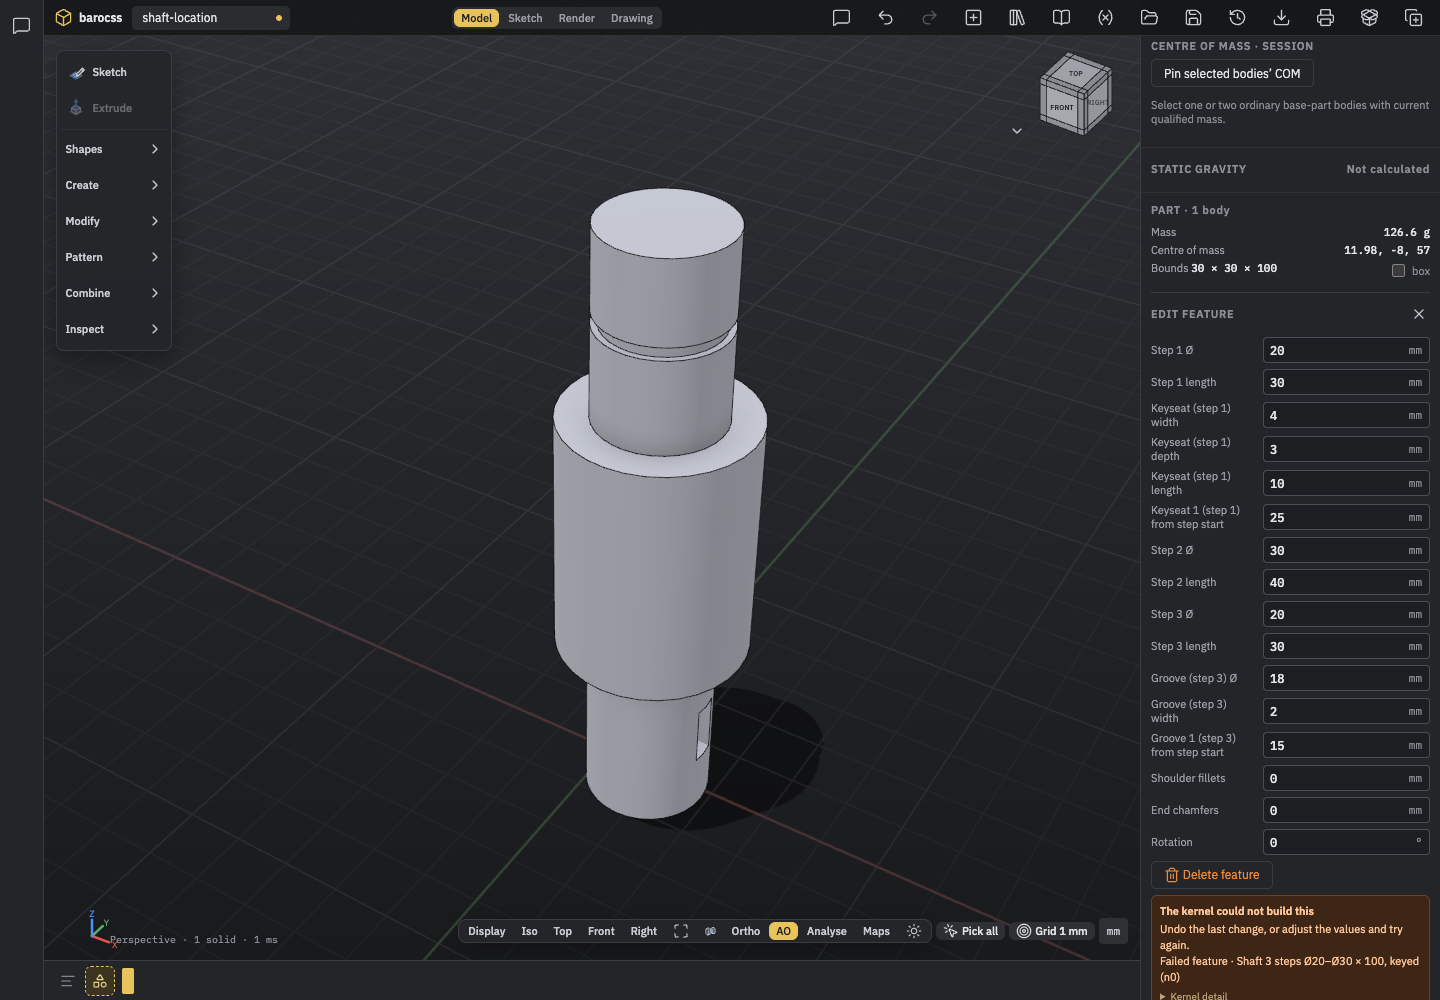 barocss
shaft-location
Model
Sketch
Render
Drawing
Sketch
Extrude
Shapes
Create
Modify
Pattern
Combine
Inspect
TOP
FRONT
RIGHT
Z
Y
X
Perspective · 1 solid · 1 ms
Display
Iso
Top
Front
Right
Ortho
AO
Analyse
Maps
Pick all
Grid 1 mm
mm
CENTRE OF MASS · SESSION
Pin selected bodies’ COM
Select one or two ordinary base-part bodies with current
qualified mass.
STATIC GRAVITY Not calculated
PART · 1 body
Mass 126.6 g
Centre of mass 11.98, -8, 57
Bounds 30 × 30 × 100 box
EDIT FEATURE
Step 1 Ø 20 mm
Step 1 length 30 mm
Keyseat (step 1)
width 4 mm
Keyseat (step 1)
depth 3 mm
Keyseat (step 1)
length 10 mm
Keyseat 1 (step 1)
from step start 25 mm
Step 2 Ø 30 mm
Step 2 length 40 mm
Step 3 Ø 20 mm
Step 3 length 30 mm
Groove (step 3) Ø 18 mm
Groove (step 3)
width 2 mm
Groove 1 (step 3)
from step start 15 mm
Shoulder fillets 0 mm
End chamfers 0 mm
Rotation 0 °
Delete feature
The kernel could not build this
Undo the last change, or adjust the values and try
again.
Failed feature · Shaft 3 steps Ø20–Ø30 × 100, keyed
(n0)
Kernel detail